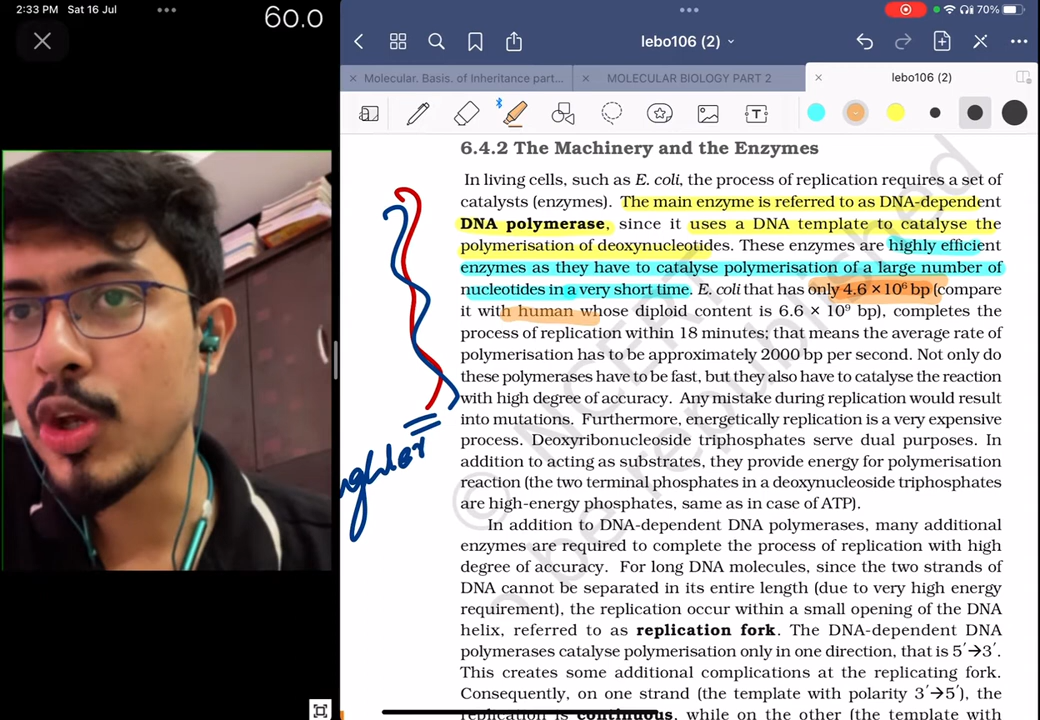 2:33 PM Sat 16 Jul
60.0
70%
lebo106 (2)
Molecular. Basis. of Inheritance part...
MOLECULAR BIOLOGY PART 2
lebo106 (2)
6.4.2 The Machinery and the Enzymes
In living cells, such as E. coli, the process of replication requires a set of
catalysts (enzymes). The main enzyme is referred to as DNA-dependent
DNA polymerase, since it uses a DNA template to catalyse the
polymerisation of deoxynucleotides. These enzymes are highly efficient
enzymes as they have to catalyse polymerisation of a large number of
nucleotides in a very short time. E. coli that has only 4.6 ×10⁶ bp (compare
it with human whose diploid content is 6.6 × 10⁹ bp), completes the
process of replication within 18 minutes; that means the average rate of
polymerisation has to be approximately 2000 bp per second. Not only do
these polymerases have to be fast, but they also have to catalyse the reaction
with high degree of accuracy. Any mistake during replication would result
into mutations. Furthermore, energetically replication is a very expensive
process. Deoxyribonucleoside triphosphates serve dual purposes. In
addition to acting as substrates, they provide energy for polymerisation
reaction (the two terminal phosphates in a deoxynucleoside triphosphates
are high-energy phosphates, same as in case of ATP).
In addition to DNA-dependent DNA polymerases, many additional
enzymes are required to complete the process of replication with high
degree of accuracy. For long DNA molecules, since the two strands of
DNA cannot be separated in its entire length (due to very high energy
requirement), the replication occur within a small opening of the DNA
helix, referred to as replication fork. The DNA-dependent DNA
polymerases catalyse polymerisation only in one direction, that is 5′→3′.
This creates some additional complications at the replicating fork.
Consequently, on one strand (the template with polarity 3′→5′), the
replication is continuous, while on the other (the template with
ughter
© NCERT
be republished